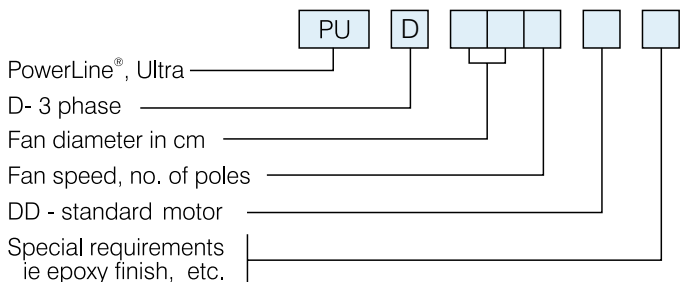 PU D
PowerLine®, Ultra
D- 3 phase
Fan diameter in cm
Fan speed, no. of poles
DD - standard motor
Special requirements
ie epoxy finish, etc.